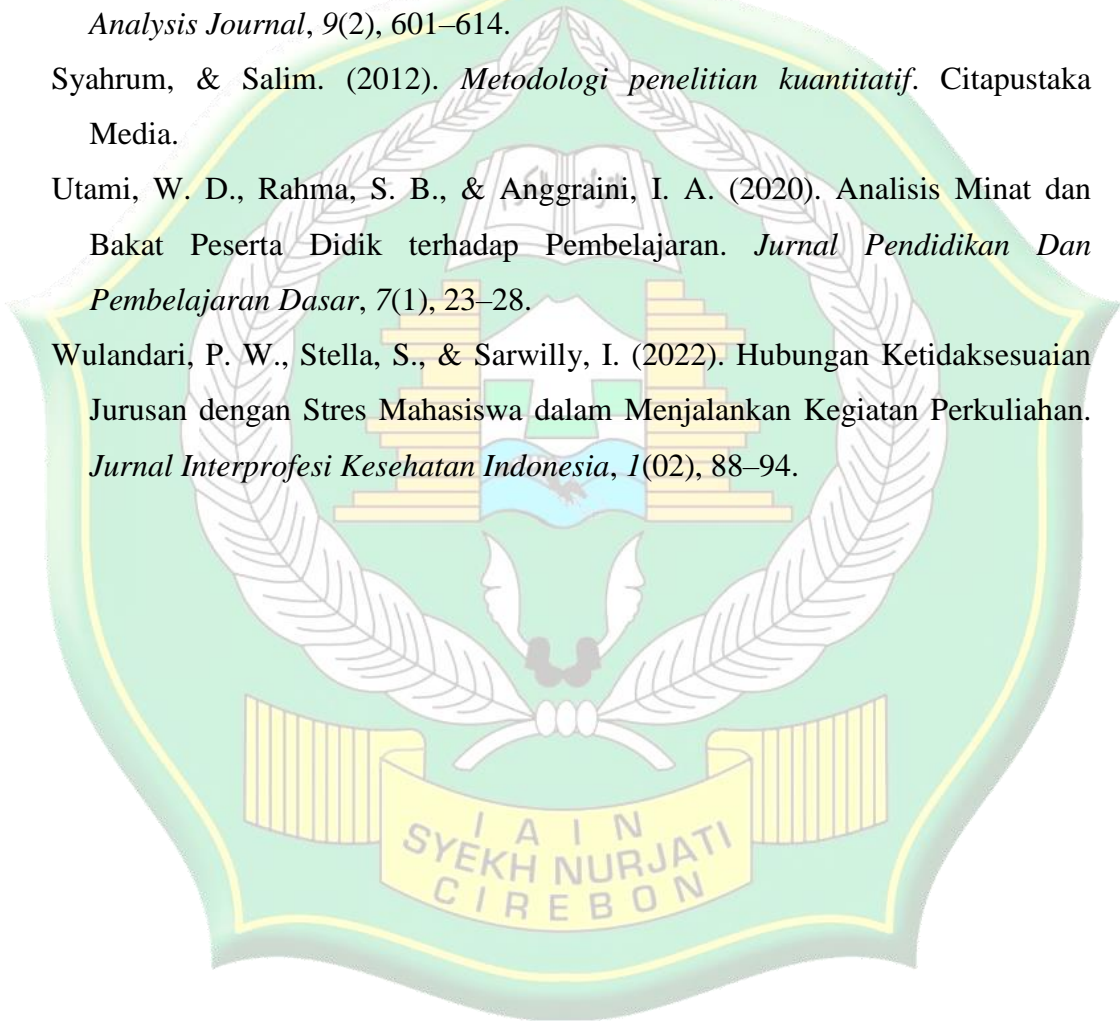 Analysis Journal, 9(2), 601–614.
Syahrum, & Salim. (2012). Metodologi penelitian kuantitatif. Citapustaka
Media.
Utami, W. D., Rahma, S. B., & Anggraini, I. A. (2020). Analisis Minat dan
Bakat Peserta Didik terhadap Pembelajaran. Jurnal Pendidikan Dan
Pembelajaran Dasar, 7(1), 23–28.
Wulandari, P. W., Stella, S., & Sarwilly, I. (2022). Hubungan Ketidaksesuaian
Jurusan dengan Stres Mahasiswa dalam Menjalankan Kegiatan Perkuliahan.
Jurnal Interprofesi Kesehatan Indonesia, 1(02), 88–94.
IAIN
SYEKH NURJATI
CIREBON